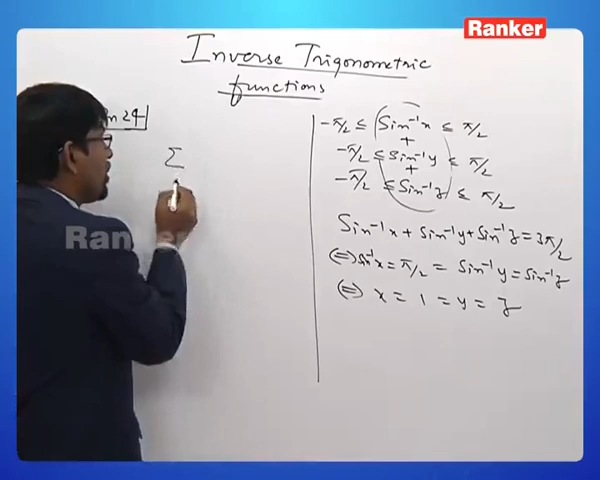 Ranker
Inverse Trigonometric
functions
n 24
Σ
-π/2 ≤ Sin⁻¹x ≤ π/2
+
-π/2 ≤ Sin⁻¹y ≤ π/2
+
-π/2 ≤ Sin⁻¹z ≤ π/2
Sin⁻¹x + Sin⁻¹y + Sin⁻¹z = 3π/2
⟺ Sin⁻¹x = π/2 = Sin⁻¹y = Sin⁻¹z
⟺ x = 1 = y = z